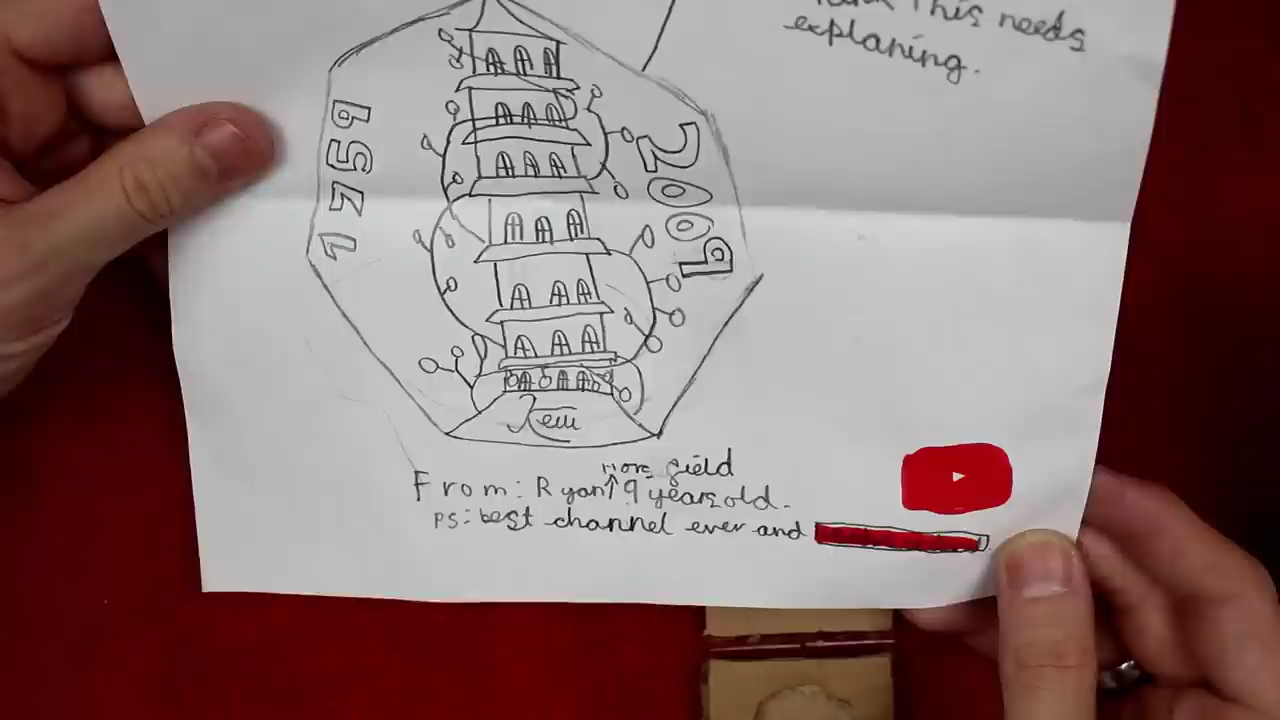 This needs
explaning.
1759
2009
Kew
More field
From: Ryan ↑ 9 years old.
PS: best channel ever and